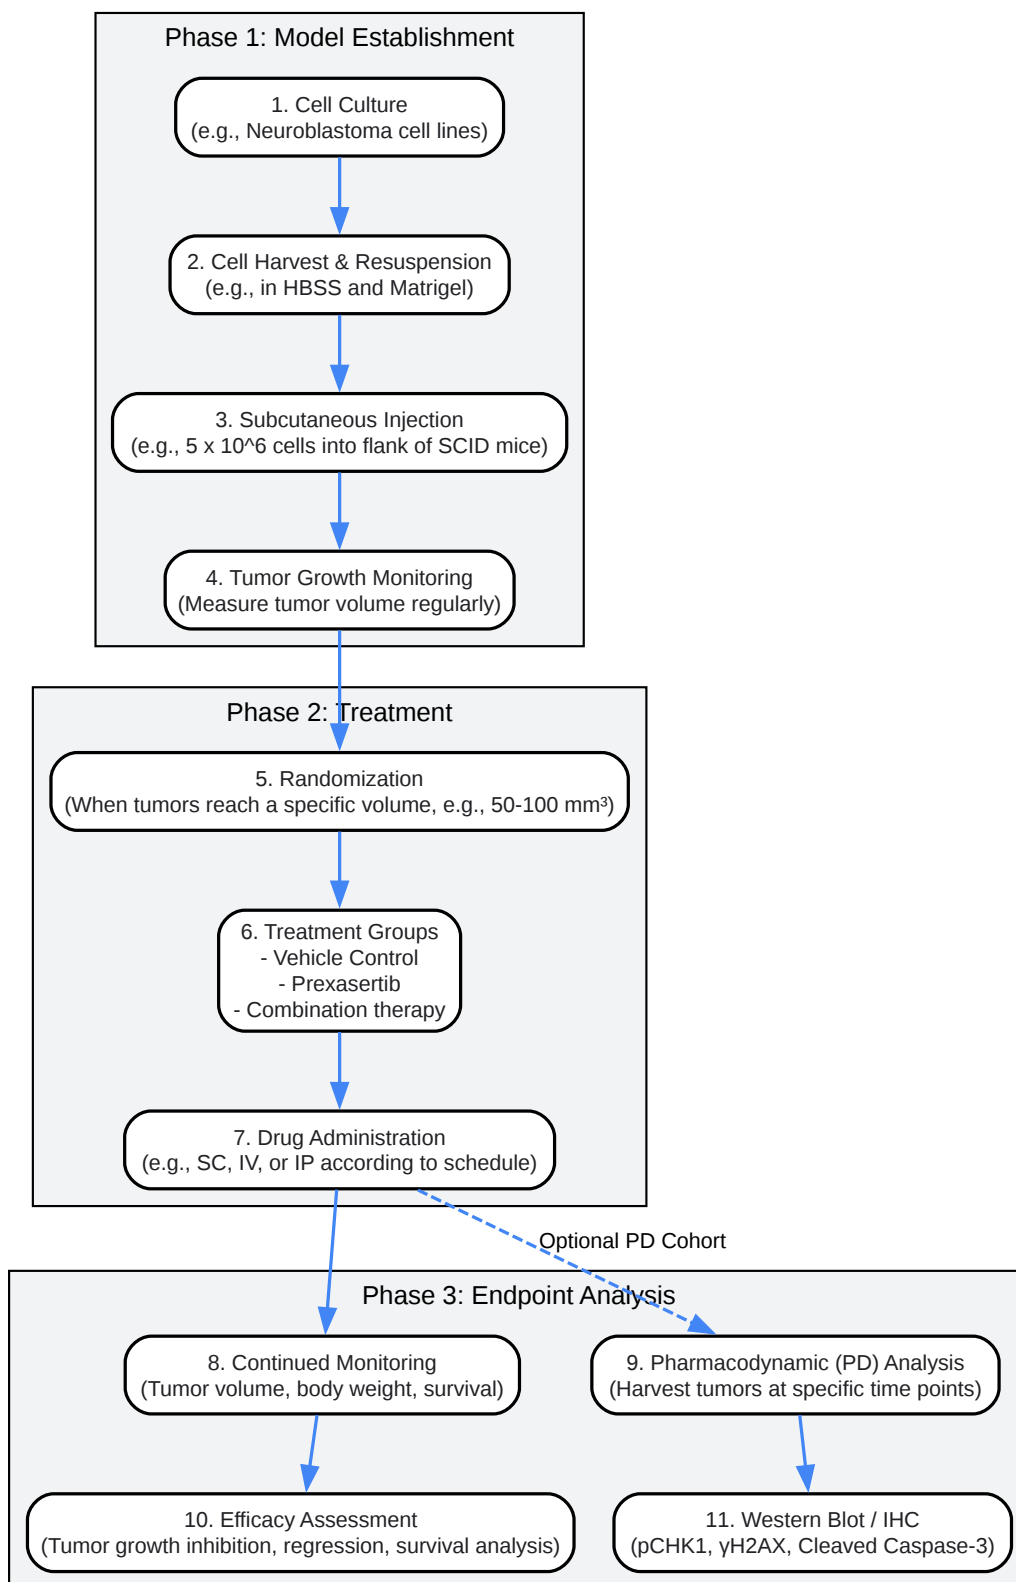 Phase 1: Model Establishment
1. Cell Culture
(e.g., Neuroblastoma cell lines)
2. Cell Harvest & Resuspension
(e.g., in HBSS and Matrigel)
3. Subcutaneous Injection
(e.g., 5 x 10^6 cells into flank of SCID mice)
4. Tumor Growth Monitoring
(Measure tumor volume regularly)
Phase 2: Treatment
5. Randomization
(When tumors reach a specific volume, e.g., 50-100 mm³)
6. Treatment Groups
- Vehicle Control
- Prexasertib
- Combination therapy
7. Drug Administration
(e.g., SC, IV, or IP according to schedule)
Optional PD Cohort
Phase 3: Endpoint Analysis
8. Continued Monitoring
(Tumor volume, body weight, survival)
9. Pharmacodynamic (PD) Analysis
(Harvest tumors at specific time points)
10. Efficacy Assessment
(Tumor growth inhibition, regression, survival analysis)
11. Western Blot / IHC
(pCHK1, γH2AX, Cleaved Caspase-3)